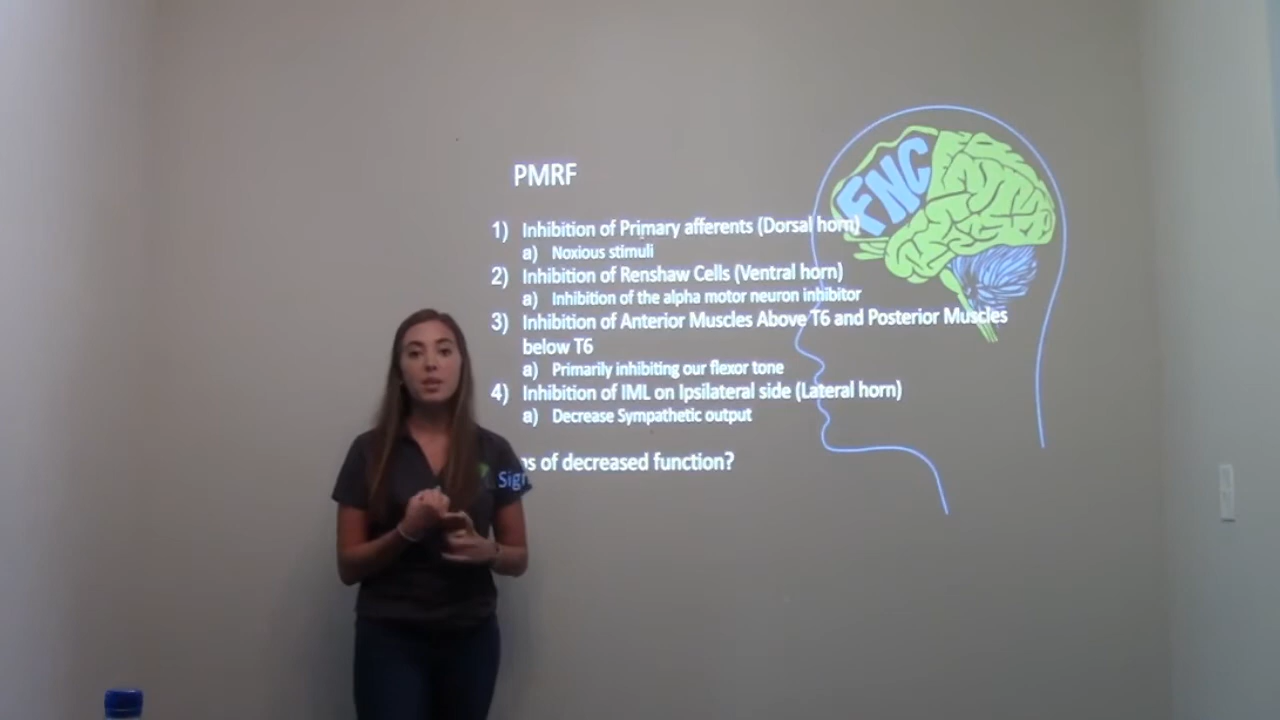 PMRF
FNC
1) Inhibition of Primary afferents (Dorsal horn)
a) Noxious stimuli
2) Inhibition of Renshaw Cells (Ventral horn)
a) Inhibition of the alpha motor neuron inhibitor
3) Inhibition of Anterior Muscles Above T6 and Posterior Muscles
below T6
a) Primarily inhibiting our flexor tone
4) Inhibition of IML on Ipsilateral side (Lateral horn)
a) Decrease Sympathetic output
Signs of decreased function?